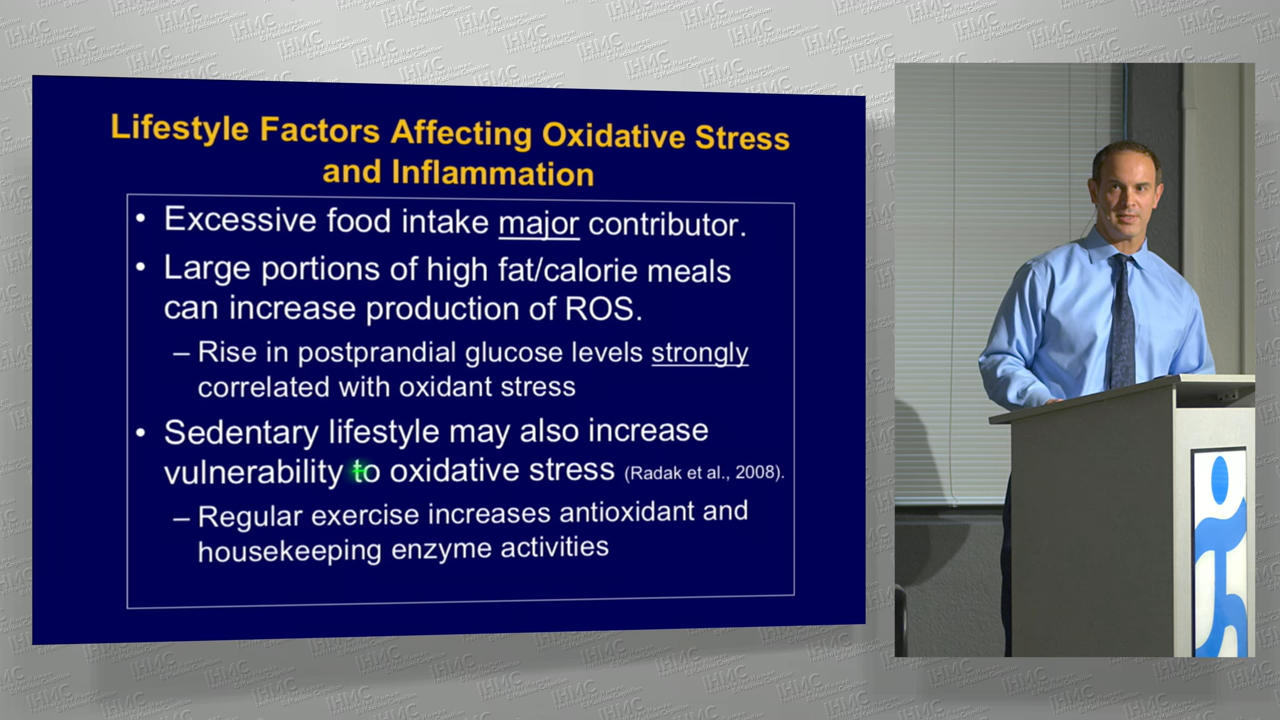 Lifestyle Factors Affecting Oxidative Stress
and Inflammation
• Excessive food intake major contributor.
• Large portions of high fat/calorie meals
can increase production of ROS.
– Rise in postprandial glucose levels strongly
correlated with oxidant stress
• Sedentary lifestyle may also increase
vulnerability to oxidative stress (Radak et al., 2008).
– Regular exercise increases antioxidant and
housekeeping enzyme activities
IHMC